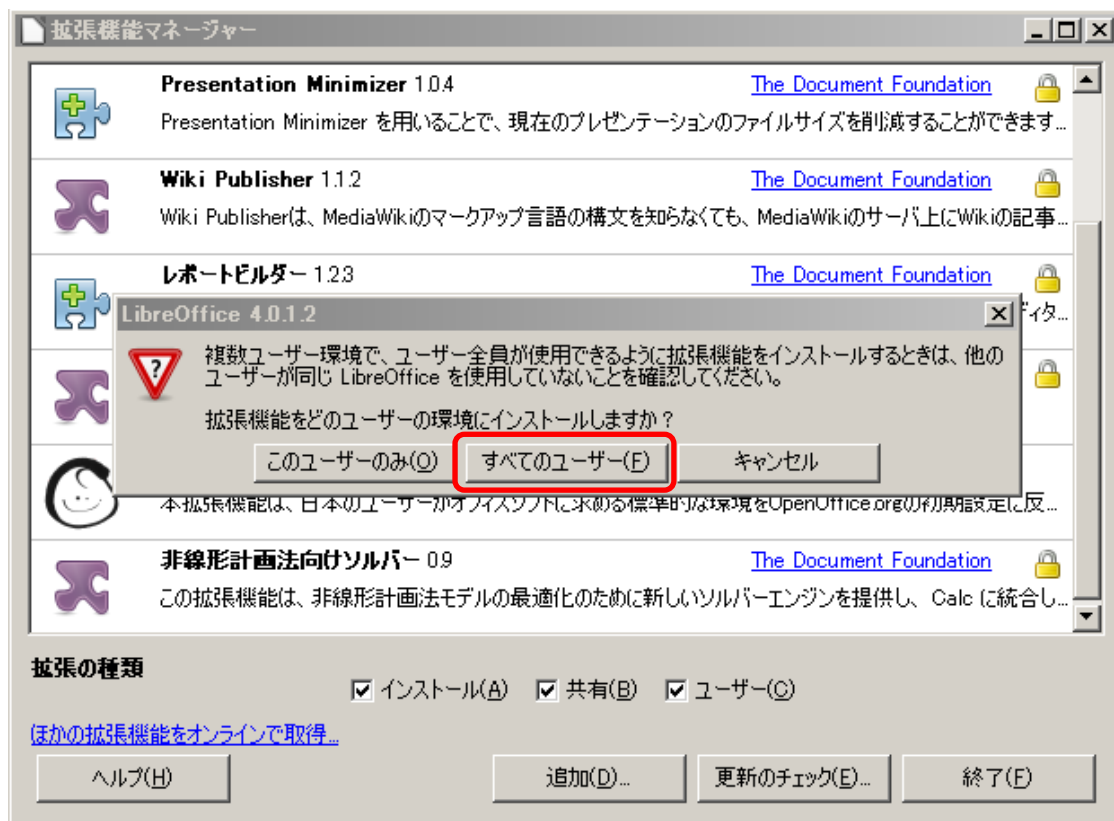 拡張機能マネージャー
Presentation Minimizer 1.0.4 The Document Foundation
Presentation Minimizer を用いることで、現在のプレゼンテーションのファイルサイズを削減することができます...
Wiki Publisher 1.1.2 The Document Foundation
Wiki Publisherは、MediaWikiのマークアップ言語の構文を知らなくても、MediaWikiのサーバ上にWikiの記事...
レポートビルダー 1.2.3 The Document Foundation
ディタ...
LibreOffice 4.0.1.2
複数ユーザー環境で、ユーザー全員が使用できるように拡張機能をインストールするときは、他の
ユーザーが同じ LibreOffice を使用していないことを確認してください。
拡張機能をどのユーザーの環境にインストールしますか？
このユーザーのみ(O) すべてのユーザー(F) キャンセル
本拡張機能は、日本のユーザーがオフィスソフトに求める標準的な環境をOpenOffice.orgの初期設定に反...
非線形計画法向けソルバー 0.9 The Document Foundation
この拡張機能は、非線形計画法モデルの最適化のために新しいソルバーエンジンを提供し、Calc に統合し...
拡張の種類
インストール(A) 共有(B) ユーザー(C)
ほかの拡張機能をオンラインで取得...
ヘルプ(H) 追加(D)... 更新のチェック(E)... 終了(F)